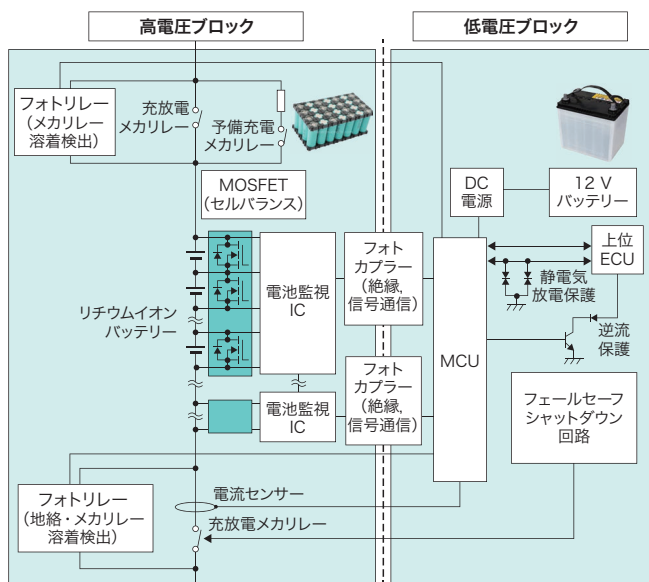 高電圧ブロック
低電圧ブロック
フォトリレー
(メカリレー
溶着検出)
充放電
メカリレー
予備充電
メカリレー
MOSFET
(セルバランス)
DC
電源
12 V
バッテリー
リチウムイオン
バッテリー
電池監視
IC
フォト
カプラー
(絶縁,
信号通信)
MCU
上位
ECU
静電気
放電保護
逆流
保護
電池監視
IC
フォト
カプラー
(絶縁,
信号通信)
フェールセーフ
シャットダウン
回路
フォトリレー
(地絡・メカリレー
溶着検出)
電流センサー
充放電メカリレー